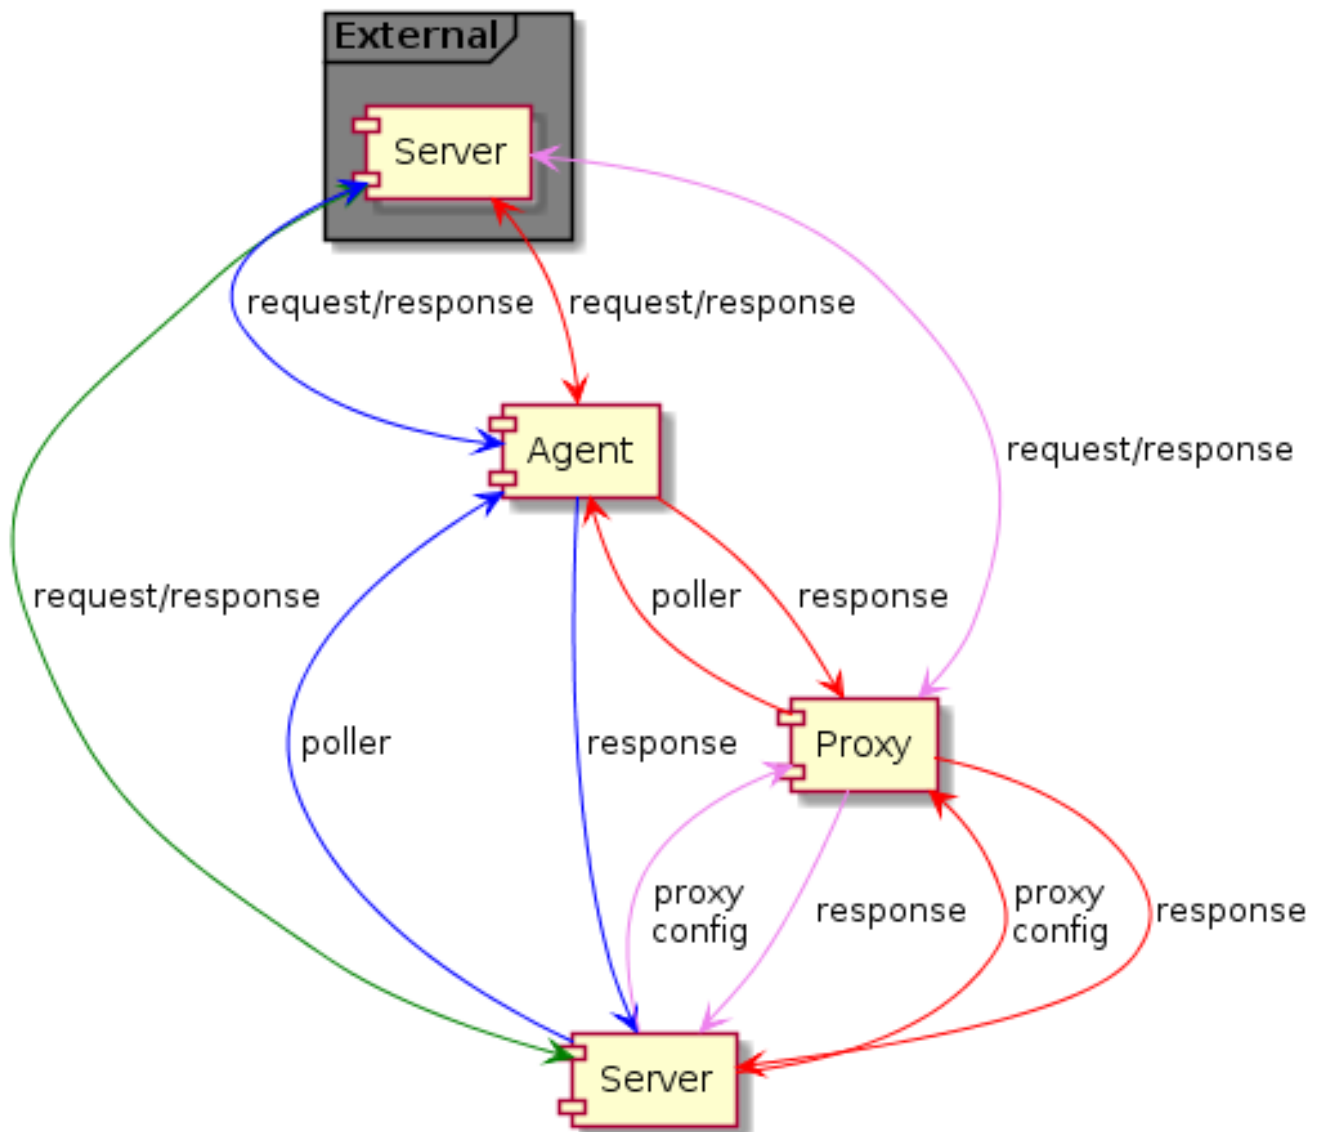 External
Server
request/response
request/response
Agent
request/response
request/response
poller
response
poller
response
Proxy
proxy
config
response
proxy
config
response
Server